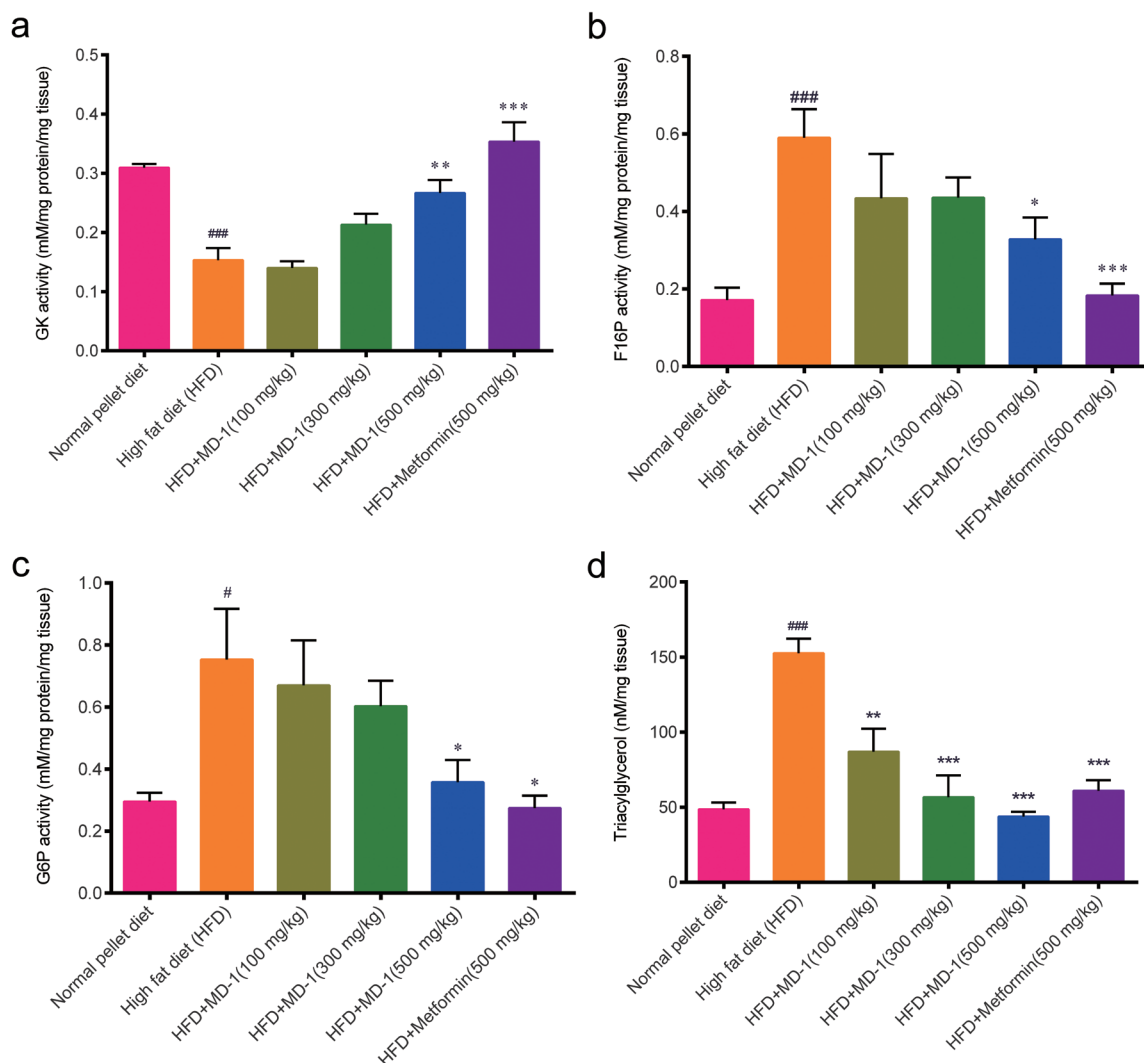 a
GK activity (mM/mg protein/mg tissue)
0.5
0.4
0.3
0.2
0.1
0.0
###
**
***
Normal pellet diet
High fat diet (HFD)
HFD+MD-1(100 mg/kg)
HFD+MD-1(300 mg/kg)
HFD+MD-1(500 mg/kg)
HFD+Metformin(500 mg/kg)
b
F16P activity (mM/mg protein/mg tissue)
0.8
0.6
0.4
0.2
0.0
###
*
***
Normal pellet diet
High fat diet (HFD)
HFD+MD-1(100 mg/kg)
HFD+MD-1(300 mg/kg)
HFD+MD-1(500 mg/kg)
HFD+Metformin(500 mg/kg)
c
G6P activity (mM/mg protein/mg tissue)
1.0
0.8
0.6
0.4
0.2
0.0
#
*
*
Normal pellet diet
High fat diet (HFD)
HFD+MD-1(100 mg/kg)
HFD+MD-1(300 mg/kg)
HFD+MD-1(500 mg/kg)
HFD+Metformin(500 mg/kg)
d
Triacylglycerol (nM/mg tissue)
200
150
100
50
0
###
**
***
***
***
Normal pellet diet
High fat diet (HFD)
HFD+MD-1(100 mg/kg)
HFD+MD-1(300 mg/kg)
HFD+MD-1(500 mg/kg)
HFD+Metformin(500 mg/kg)